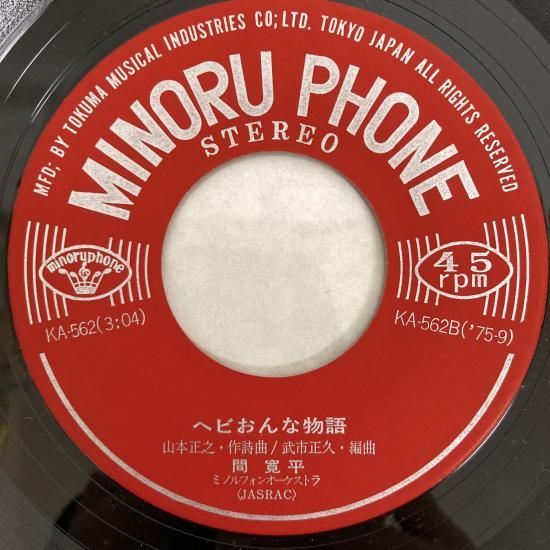 MFD; BY TOKUMA MUSICAL INDUSTRIES CO; LTD. TOKYO JAPAN ALL RIGHTS RESERVED
MINORU PHONE
STEREO
minoruphone
45
rpm
KA-562(3:04)
KA-562B('75-9)
ヘビおんな物語
山本正之・作詩曲/武市正久・編曲
間 寛平
ミノルフォンオーケストラ
〈JASRAC〉